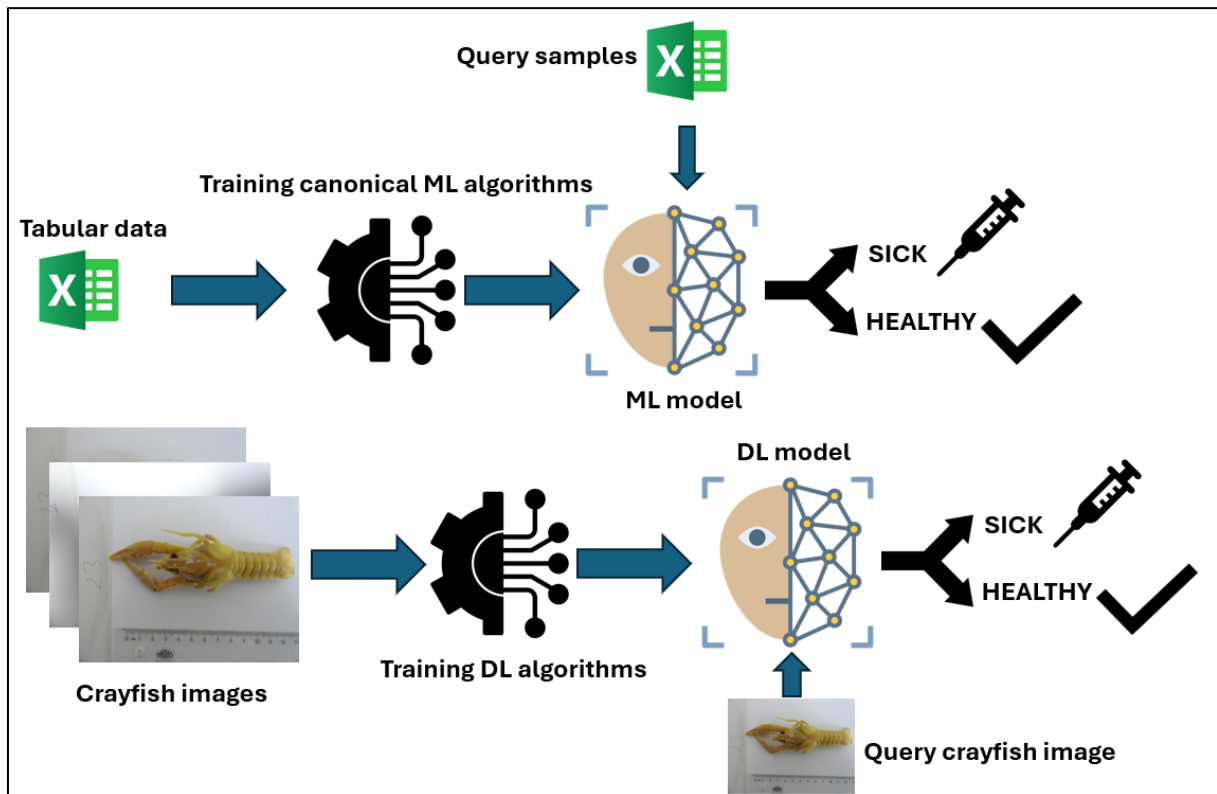 Query samples
X
Training canonical ML algorithms
Tabular data
X
SICK
HEALTHY
ML model
DL model
23
SICK
HEALTHY
Training DL algorithms
Crayfish images
Query crayfish image